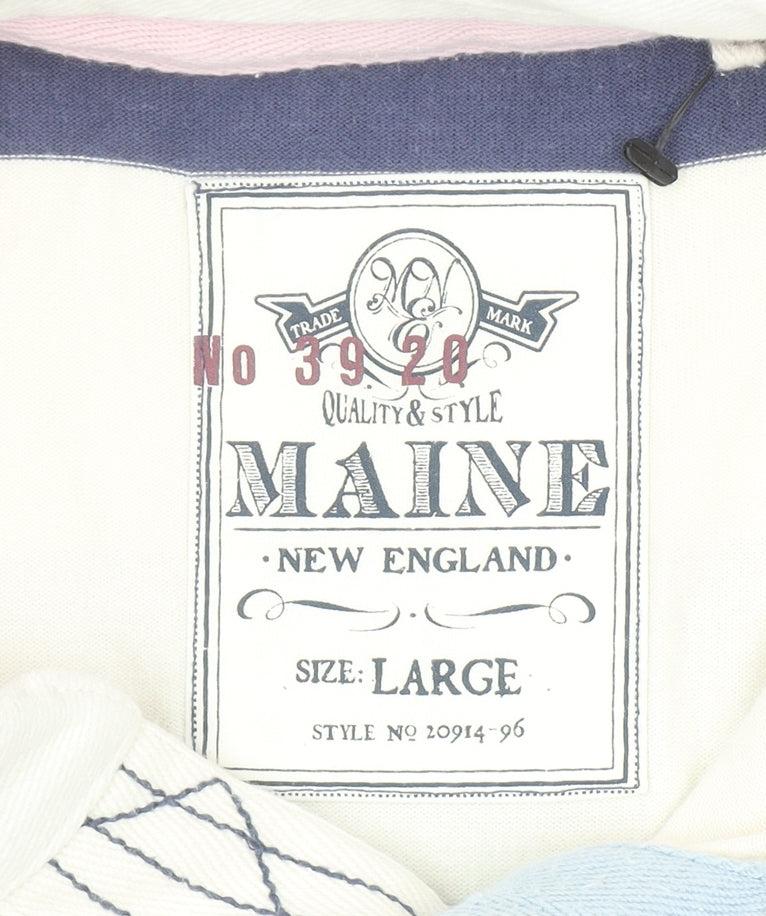 TRADE MARK
No 39 20
QUALITY & STYLE
MAINE
·NEW ENGLAND·
SIZE: LARGE
STYLE NO 20914-96